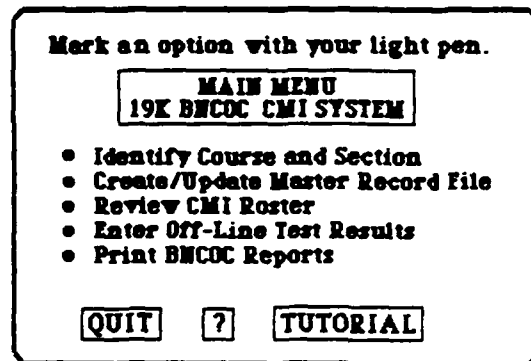 Mark an option with your light pen.
MAIN MENU
19K BNCOC CMI SYSTEM
• Identify Course and Section
• Create/Update Master Record File
• Review CMI Roster
• Enter Off-Line Test Results
• Print BNCOC Reports
QUIT ? TUTORIAL